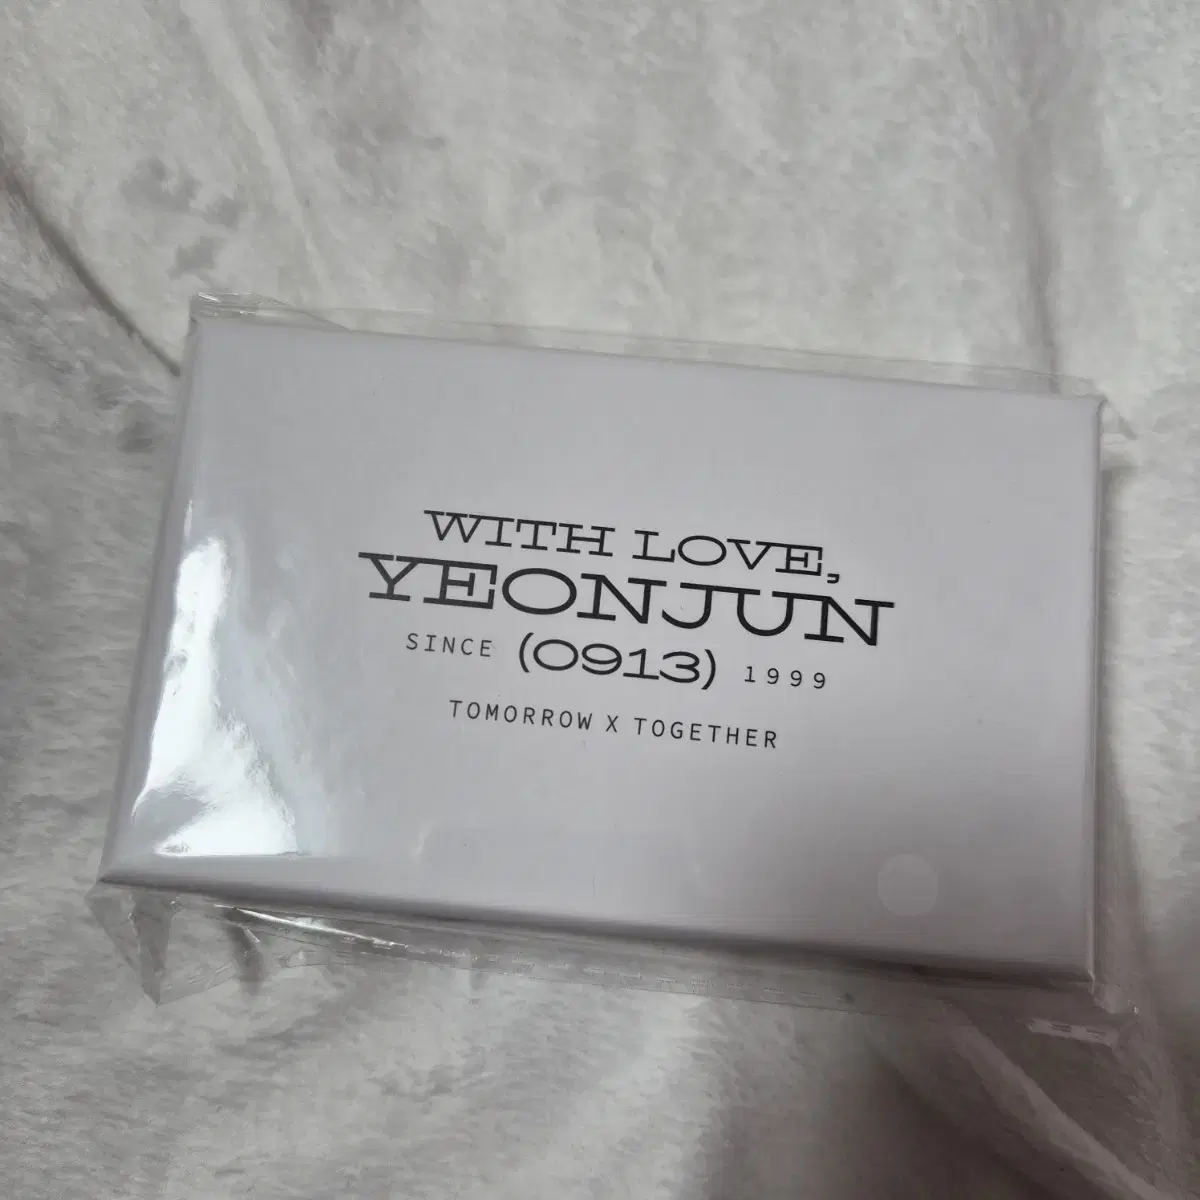 WITH LOVE,
YEONJUN
SINCE (0913) 1999
TOMORROW X TOGETHER